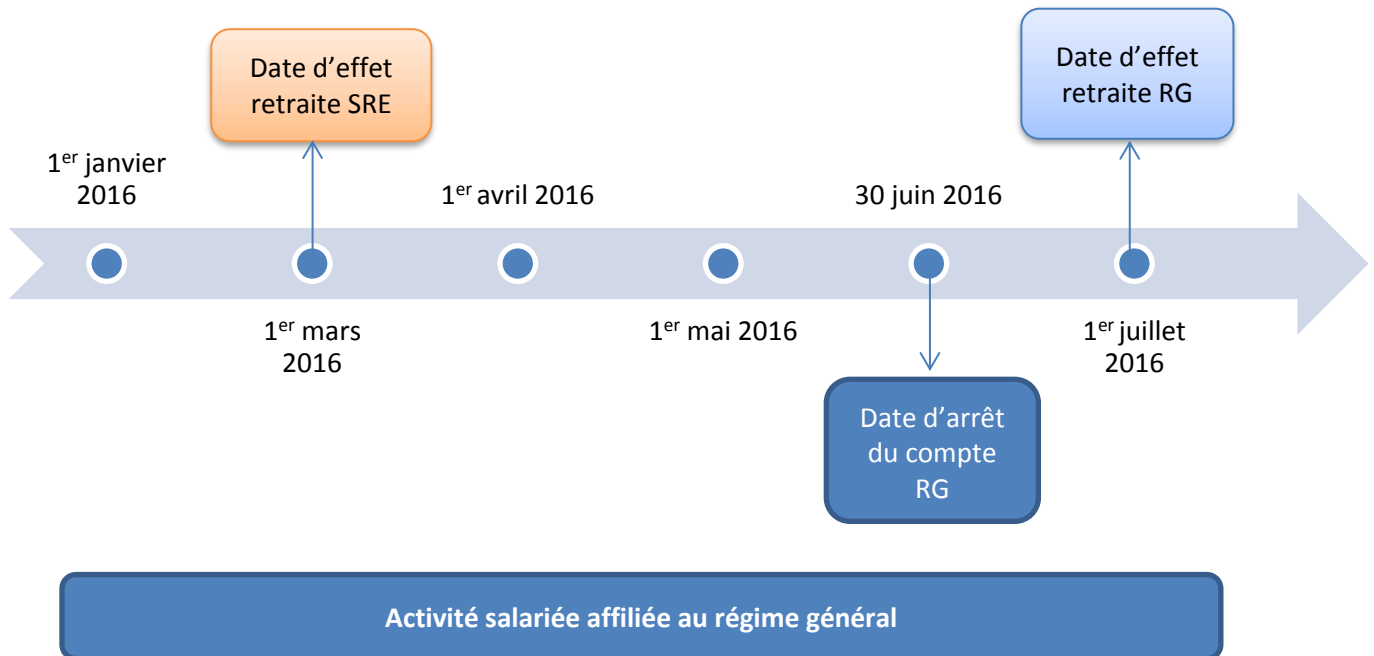 Date d'effet
retraite SRE
Date d'effet
retraite RG
1er janvier
2016
1er avril 2016
30 juin 2016
1er mars
2016
1er mai 2016
1er juillet
2016
Date d'arrêt
du compte
RG
Activité salariée affiliée au régime général